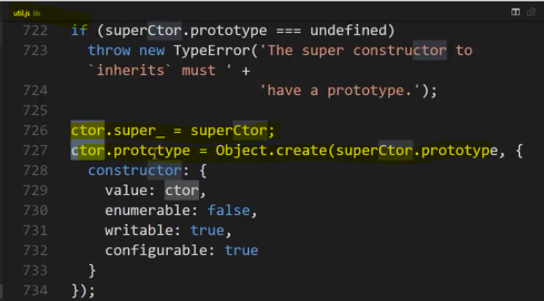 util.js lib
722 if (superCtor.prototype === undefined)
723 throw new TypeError('The super constructor to
`inherits` must ' +
724 'have a prototype.');
725
726 ctor.super_ = superCtor;
727 ctor.prototype = Object.create(superCtor.prototype, {
728 constructor: {
729 value: ctor,
730 enumerable: false,
731 writable: true,
732 configurable: true
733 }
734 });